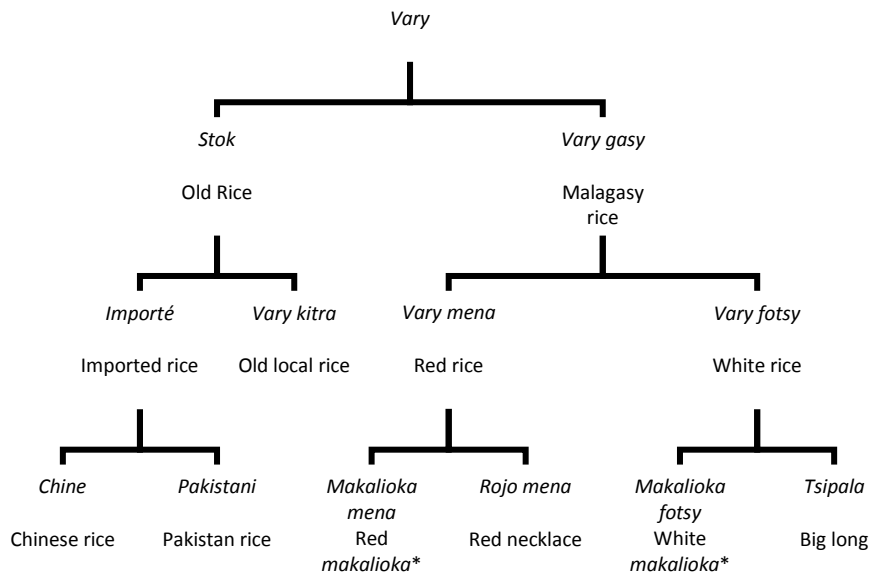 Vary
Stok
Vary gasy
Old Rice
Malagasy
rice
Importé
Vary kitra
Vary mena
Vary fotsy
Imported rice
Old local rice
Red rice
White rice
Chine
Pakistani
Makalioka
mena
Rojo mena
Makalioka
fotsy
Tsipala
Chinese rice
Pakistan rice
Red
makalioka*
Red necklace
White
makalioka*
Big long